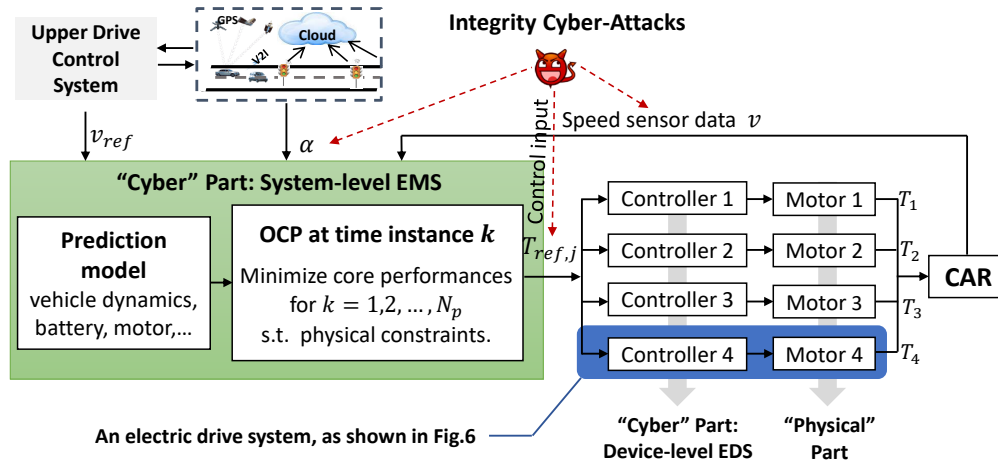 Upper Drive
Control
System
GPS
Cloud
V2I
Integrity Cyber-Attacks
v_ref
α
Control input
Speed sensor data v
“Cyber” Part: System-level EMS
Prediction
model
vehicle dynamics,
battery, motor,...
OCP at time instance k
Minimize core performances
for k = 1,2, ..., N_p
s.t. physical constraints.
T_ref,j
Controller 1
Motor 1
T_1
Controller 2
Motor 2
T_2
Controller 3
Motor 3
T_3
Controller 4
Motor 4
T_4
CAR
An electric drive system, as shown in Fig.6
“Cyber” Part:
Device-level EDS
“Physical”
Part